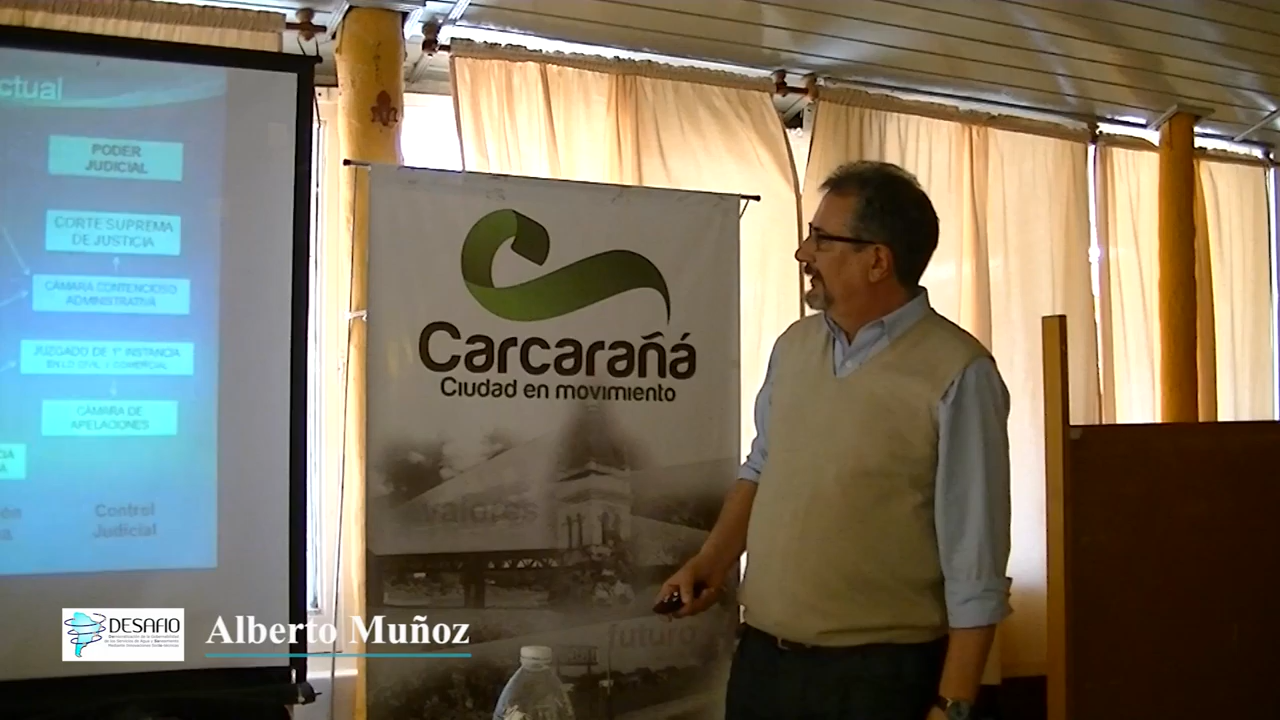 ctual
PODER
JUDICIAL
CORTE SUPREMA
DE JUSTICIA
CÁMARA CONTENCIOSO
ADMINISTRATIVA
JUZGADO DE 1° INSTANCIA
EN LO CIVIL Y COMERCIAL
CÁMARA DE
APELACIONES
Control
Judicial
Carcarañá
Ciudad en movimiento
valores
futuro
DESAFIO
Alberto Muñoz